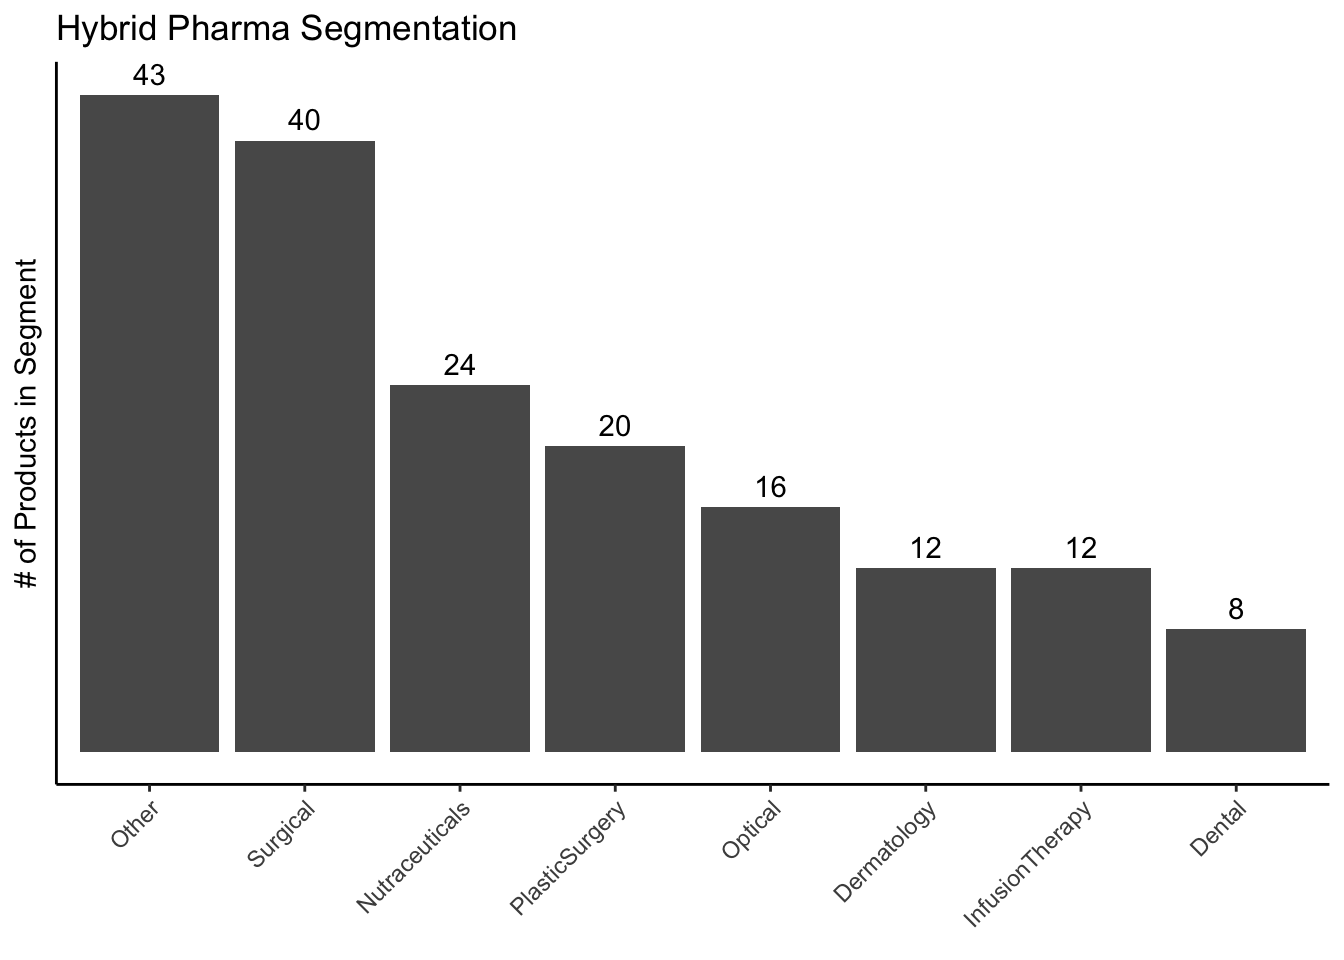 Hybrid Pharma Segmentation
43
40
24
20
16
12
12
8
# of Products in Segment
Other
Surgical
Nutraceuticals
PlasticSurgery
Optical
Dermatology
InfusionTherapy
Dental